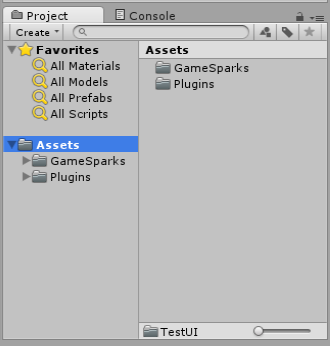 Project
Console
Create
Favorites
All Materials
All Models
All Prefabs
All Scripts
Assets
GameSparks
Plugins
Assets
GameSparks
Plugins
TestUI